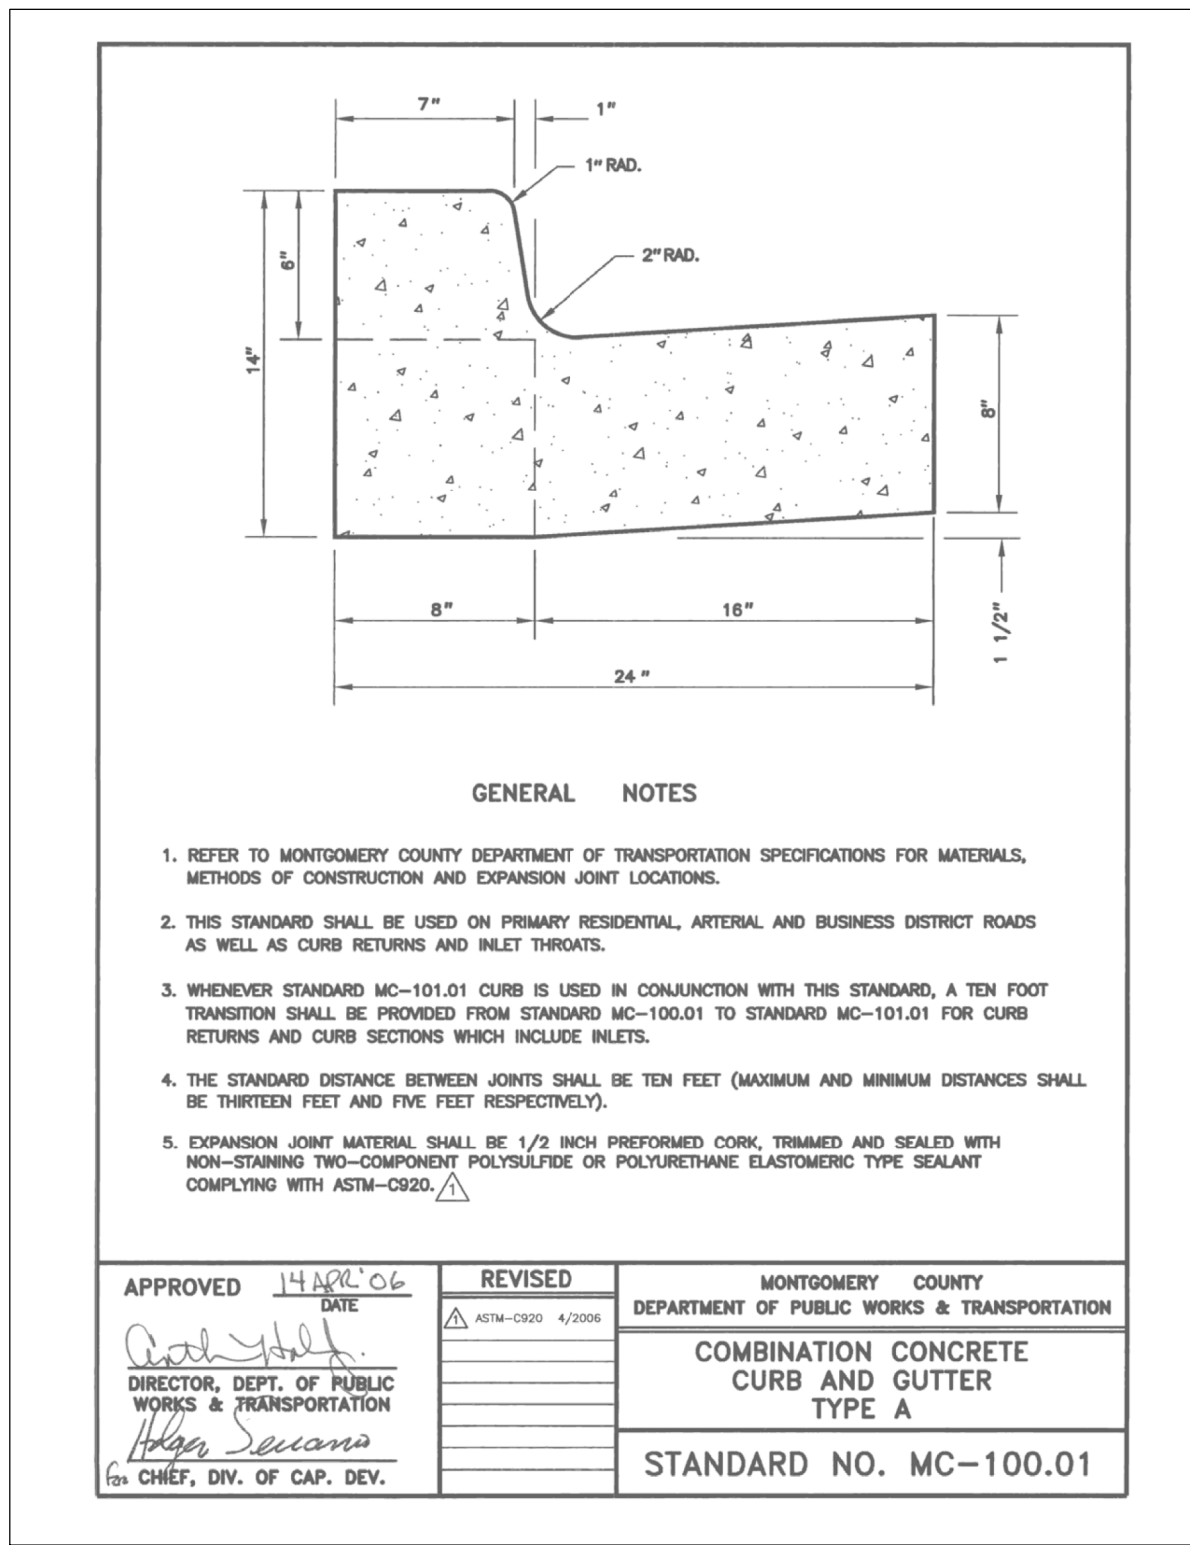 7"
1"
1" RAD.
2" RAD.
6"
14"
8"
8"
16"
1 1/2"
24 "
GENERAL NOTES
1. REFER TO MONTGOMERY COUNTY DEPARTMENT OF TRANSPORTATION SPECIFICATIONS FOR MATERIALS,
METHODS OF CONSTRUCTION AND EXPANSION JOINT LOCATIONS.
2. THIS STANDARD SHALL BE USED ON PRIMARY RESIDENTIAL, ARTERIAL AND BUSINESS DISTRICT ROADS
AS WELL AS CURB RETURNS AND INLET THROATS.
3. WHENEVER STANDARD MC-101.01 CURB IS USED IN CONJUNCTION WITH THIS STANDARD, A TEN FOOT
TRANSITION SHALL BE PROVIDED FROM STANDARD MC-100.01 TO STANDARD MC-101.01 FOR CURB
RETURNS AND CURB SECTIONS WHICH INCLUDE INLETS.
4. THE STANDARD DISTANCE BETWEEN JOINTS SHALL BE TEN FEET (MAXIMUM AND MINIMUM DISTANCES SHALL
BE THIRTEEN FEET AND FIVE FEET RESPECTIVELY).
5. EXPANSION JOINT MATERIAL SHALL BE 1/2 INCH PREFORMED CORK, TRIMMED AND SEALED WITH
NON-STAINING TWO-COMPONENT POLYSULFIDE OR POLYURETHANE ELASTOMERIC TYPE SEALANT
COMPLYING WITH ASTM-C920. 1
APPROVED 14 APR '06
DATE
DIRECTOR, DEPT. OF PUBLIC
WORKS & TRANSPORTATION
Holger Serrano
for CHIEF, DIV. OF CAP. DEV.
REVISED
1 ASTM-C920 4/2006
MONTGOMERY COUNTY
DEPARTMENT OF PUBLIC WORKS & TRANSPORTATION
COMBINATION CONCRETE
CURB AND GUTTER
TYPE A
STANDARD NO. MC-100.01